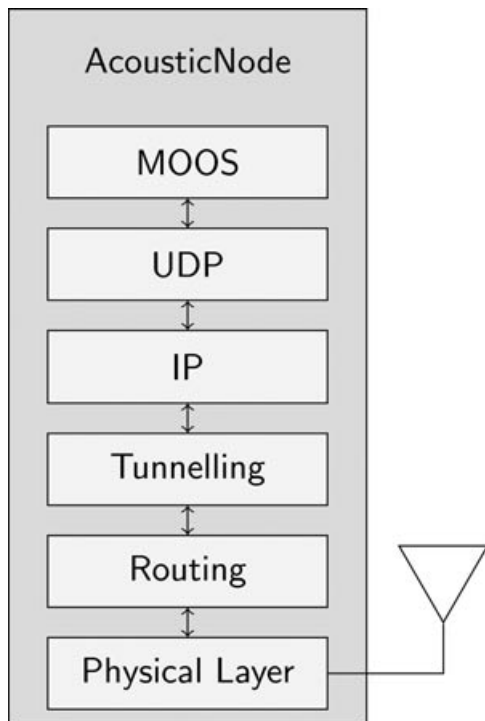 AcousticNode
MOOS
UDP
IP
Tunnelling
Routing
Physical Layer